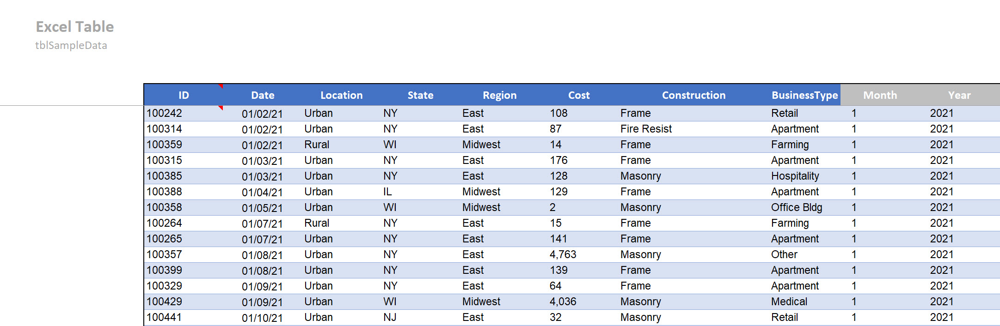 Excel Table
tblSampleData
ID Date Location State Region Cost Construction BusinessType Month Year
100242 01/02/21 Urban NY East 108 Frame Retail 1 2021
100314 01/02/21 Urban NY East 87 Fire Resist Apartment 1 2021
100359 01/02/21 Rural WI Midwest 14 Frame Farming 1 2021
100315 01/03/21 Urban NY East 176 Frame Apartment 1 2021
100385 01/03/21 Urban NY East 128 Masonry Hospitality 1 2021
100388 01/04/21 Urban IL Midwest 129 Frame Apartment 1 2021
100358 01/05/21 Urban WI Midwest 2 Masonry Office Bldg 1 2021
100264 01/07/21 Rural NY East 15 Frame Farming 1 2021
100265 01/07/21 Urban NY East 141 Frame Apartment 1 2021
100357 01/08/21 Urban NY East 4,763 Masonry Other 1 2021
100399 01/08/21 Urban NY East 139 Frame Apartment 1 2021
100329 01/09/21 Urban NY East 64 Frame Apartment 1 2021
100429 01/09/21 Urban WI Midwest 4,036 Masonry Medical 1 2021
100441 01/10/21 Urban NJ East 32 Masonry Retail 1 2021